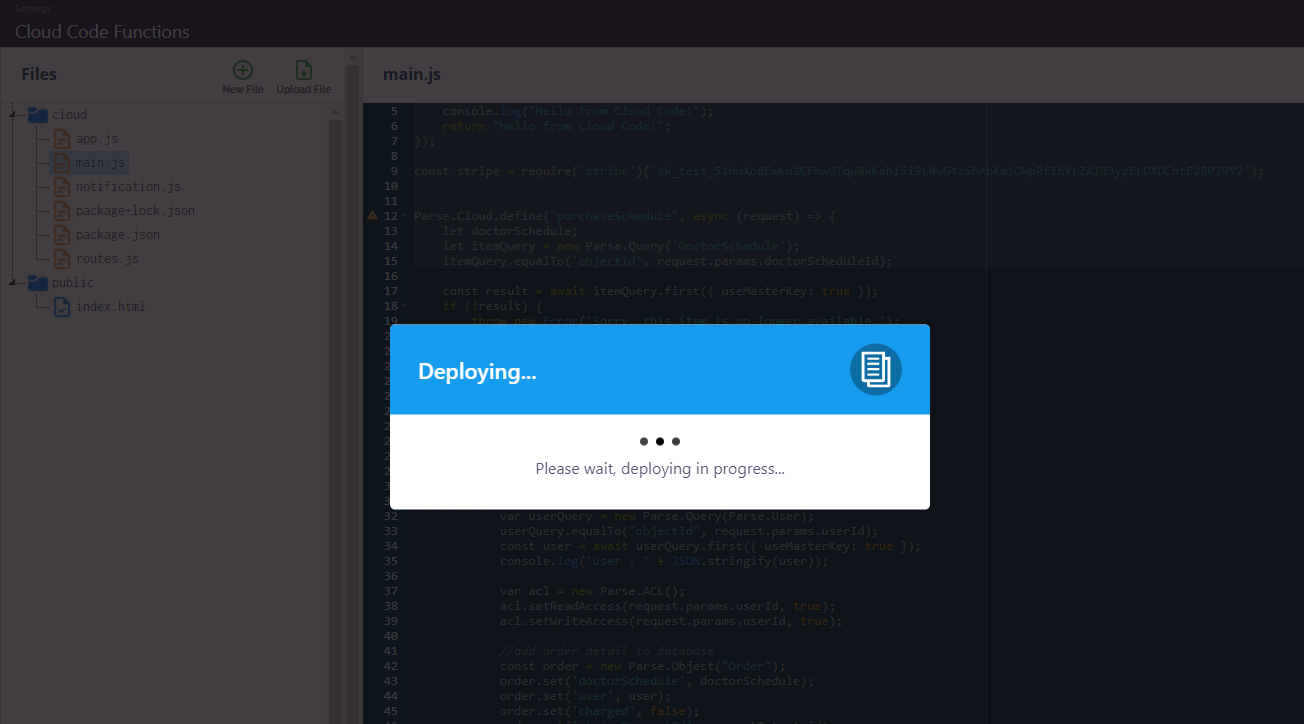 Settings
Cloud Code Functions
Files
New File
Upload File
cloud
app.js
main.js
notification.js
package-lock.json
package.json
routes.js
public
index.html
main.js
5 console.log("Hello from Cloud Code!");
6 return "Hello from Cloud Code!";
7 });
8
9 const stripe = require('stripe')('
10
11
12 Parse.Cloud.define("purchaseSchedule", async (request) => {
13 let doctorSchedule;
14 let itemQuery = new Parse.Query('DoctorSchedule');
15 itemQuery.equalTo('objectId', request.params.doctorScheduleId);
16
17 const result = await itemQuery.first({ useMasterKey: true });
18 if (!result) {
19 throw new Error('Sorry, this item is no longer available.');
Deploying...
Please wait, deploying in progress...
32 var userQuery = new Parse.Query(Parse.User);
33 userQuery.equalTo("objectId", request.params.userId);
34 const user = await userQuery.first({ useMasterKey: true });
35 console.log('user : ' + JSON.stringify(user));
36
37 var acl = new Parse.ACL();
38 acl.setReadAccess(request.params.userId, true);
39 acl.setWriteAccess(request.params.userId, true);
40
41 //add order detail to database
42 const order = new Parse.Object("Order");
43 order.set('doctorSchedule', doctorSchedule);
44 order.set('user', user);
45 order.set('charged', false);